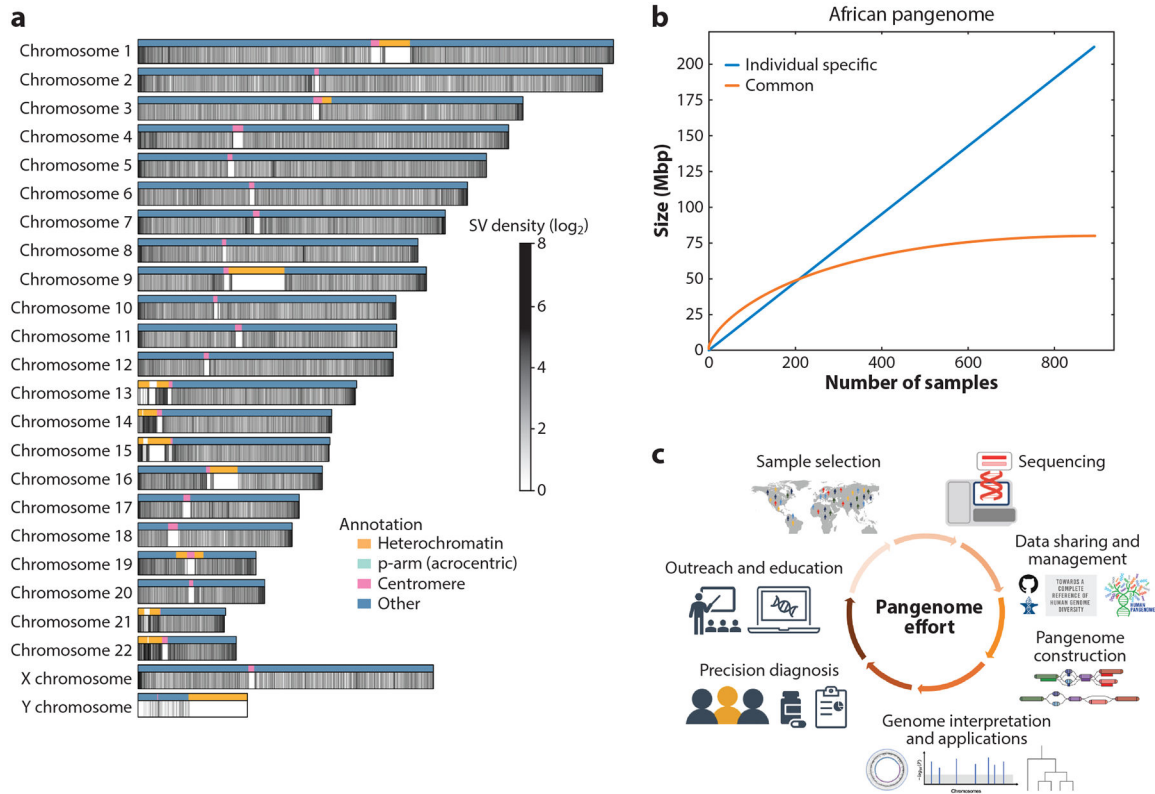 a
Chromosome 1
Chromosome 2
Chromosome 3
Chromosome 4
Chromosome 5
Chromosome 6
Chromosome 7
Chromosome 8
Chromosome 9
Chromosome 10
Chromosome 11
Chromosome 12
Chromosome 13
Chromosome 14
Chromosome 15
Chromosome 16
Chromosome 17
Chromosome 18
Chromosome 19
Chromosome 20
Chromosome 21
Chromosome 22
X chromosome
Y chromosome
SV density (log2)
8
6
4
2
0
Annotation
Heterochromatin
p-arm (acrocentric)
Centromere
Other
b
African pangenome
Individual specific
Common
Size (Mbp)
200
175
150
125
100
75
50
25
0
0 200 400 600 800
Number of samples
c
Sample selection
Sequencing
Data sharing and
management
TOWARDS A
COMPLETE
REFERENCE OF
HUMAN GENOME
DIVERSITY
HUMAN
PANGENOME
Pangenome
construction
Genome interpretation
and applications
−log10(P)
Chromosomes
Precision diagnosis
Outreach and education
Pangenome
effort